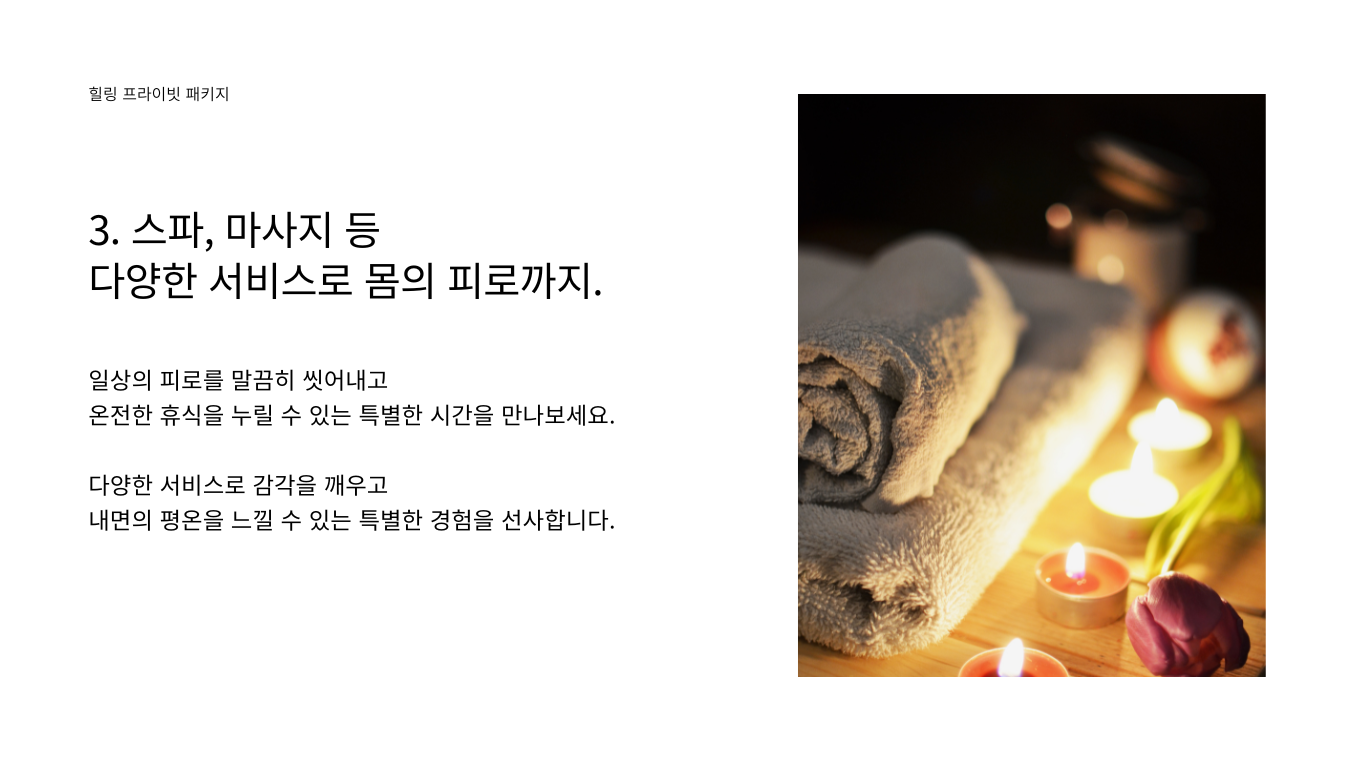 힐링 프라이빗 패키지
3. 스파, 마사지 등
다양한 서비스로 몸의 피로까지.
일상의 피로를 말끔히 씻어내고
온전한 휴식을 누릴 수 있는 특별한 시간을 만나보세요.
다양한 서비스로 감각을 깨우고
내면의 평온을 느낄 수 있는 특별한 경험을 선사합니다.